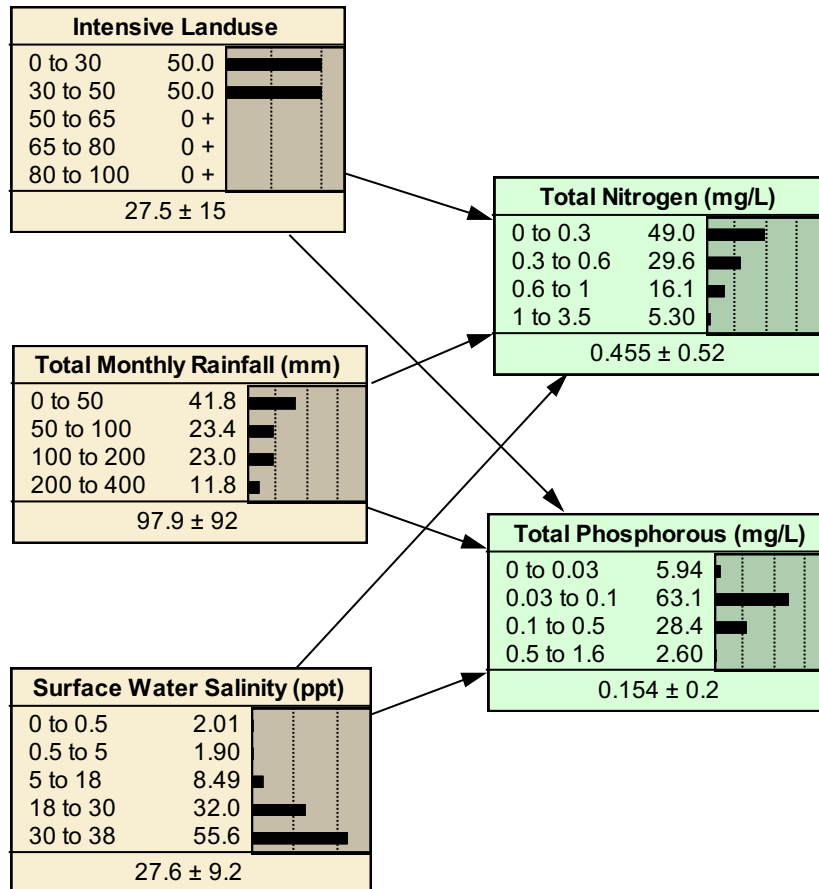 Intensive Landuse
0 to 30 50.0
30 to 50 50.0
50 to 65 0 +
65 to 80 0 +
80 to 100 0 +
27.5 ± 15
Total Monthly Rainfall (mm)
0 to 50 41.8
50 to 100 23.4
100 to 200 23.0
200 to 400 11.8
97.9 ± 92
Surface Water Salinity (ppt)
0 to 0.5 2.01
0.5 to 5 1.90
5 to 18 8.49
18 to 30 32.0
30 to 38 55.6
27.6 ± 9.2
Total Nitrogen (mg/L)
0 to 0.3 49.0
0.3 to 0.6 29.6
0.6 to 1 16.1
1 to 3.5 5.30
0.455 ± 0.52
Total Phosphorous (mg/L)
0 to 0.03 5.94
0.03 to 0.1 63.1
0.1 to 0.5 28.4
0.5 to 1.6 2.60
0.154 ± 0.2